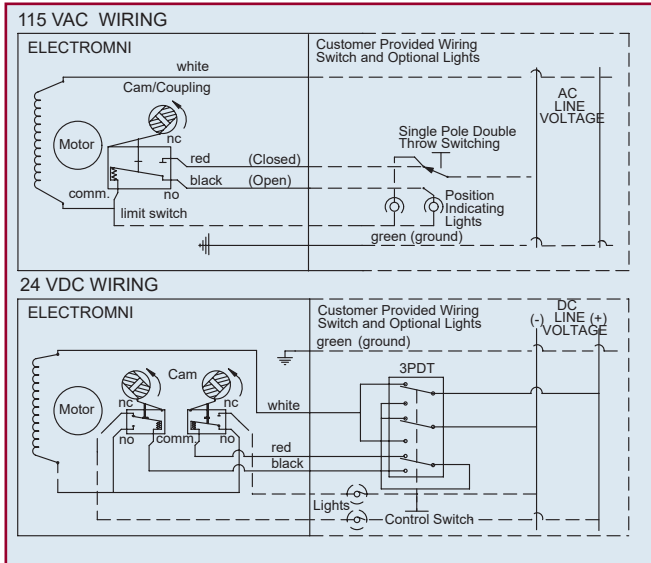 115 VAC WIRING
ELECTROMNI
Customer Provided Wiring
Switch and Optional Lights
white
Cam/Coupling
AC
LINE
VOLTAGE
Motor
nc
Single Pole Double
Throw Switching
red
(Closed)
black
(Open)
comm.
no
Position
Indicating
Lights
limit switch
green (ground)
24 VDC WIRING
ELECTROMNI
Customer Provided Wiring
Switch and Optional Lights
DC
(-) LINE (+)
VOLTAGE
green (ground)
3PDT
Cam
Motor
nc
nc
white
no
comm.
no
red
black
Lights
Control Switch